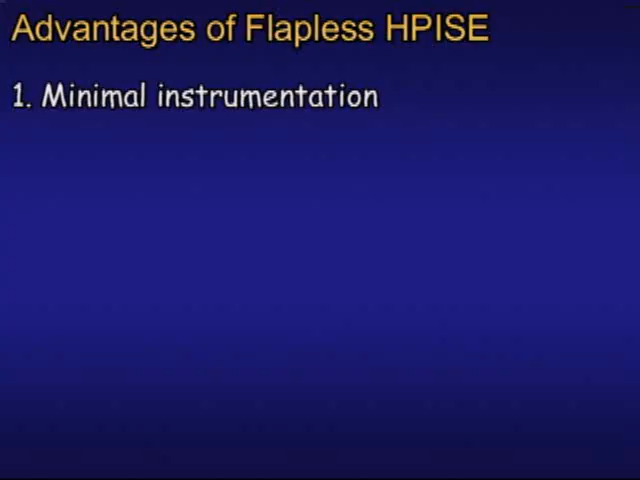 Advantages of Flapless HPISE
1. Minimal instrumentation